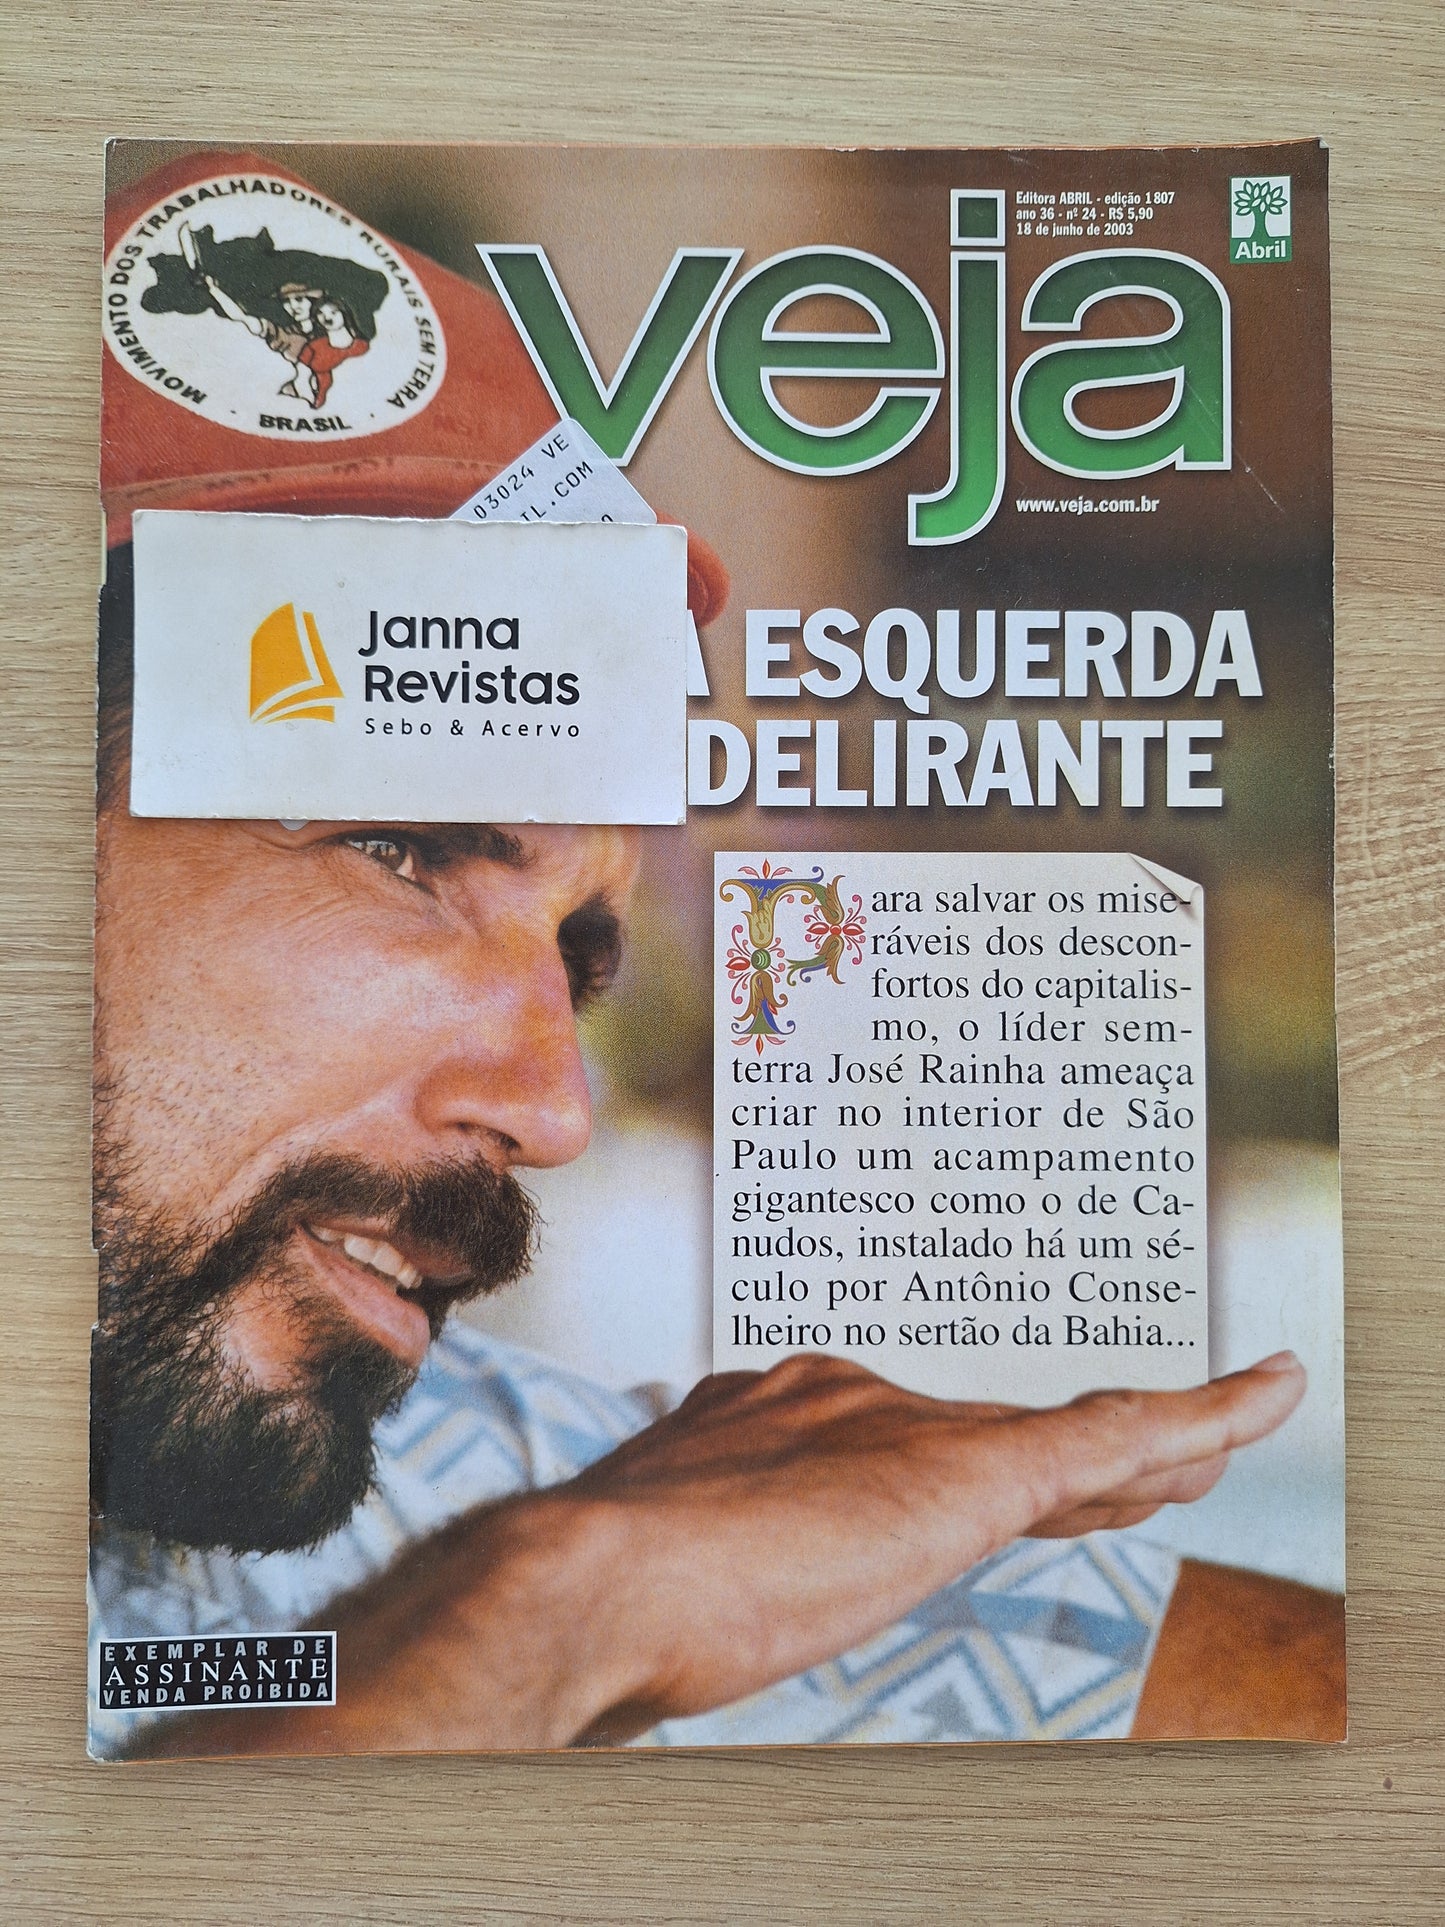 MOVIMENTO DOS TRABALHADORES RURAIS SEM TERRA
BRASIL
veja
Editora ABRIL - edição 1 807
ano 36 - nº 24 - R$ 5,90
18 de junho de 2003
Abril
www.veja.com.br
03024 VE
IL.COM
Janna
Revistas
Sebo & Acervo
A ESQUERDA
DELIRANTE
Para salvar os mise-
ráveis dos descon-
fortos do capitalis-
mo, o líder sem-
terra José Rainha ameaça
criar no interior de São
Paulo um acampamento
gigantesco como o de Ca-
nudos, instalado há um sé-
culo por Antônio Conse-
lheiro no sertão da Bahia...
EXEMPLAR DE
ASSINANTE
VENDA PROIBIDA